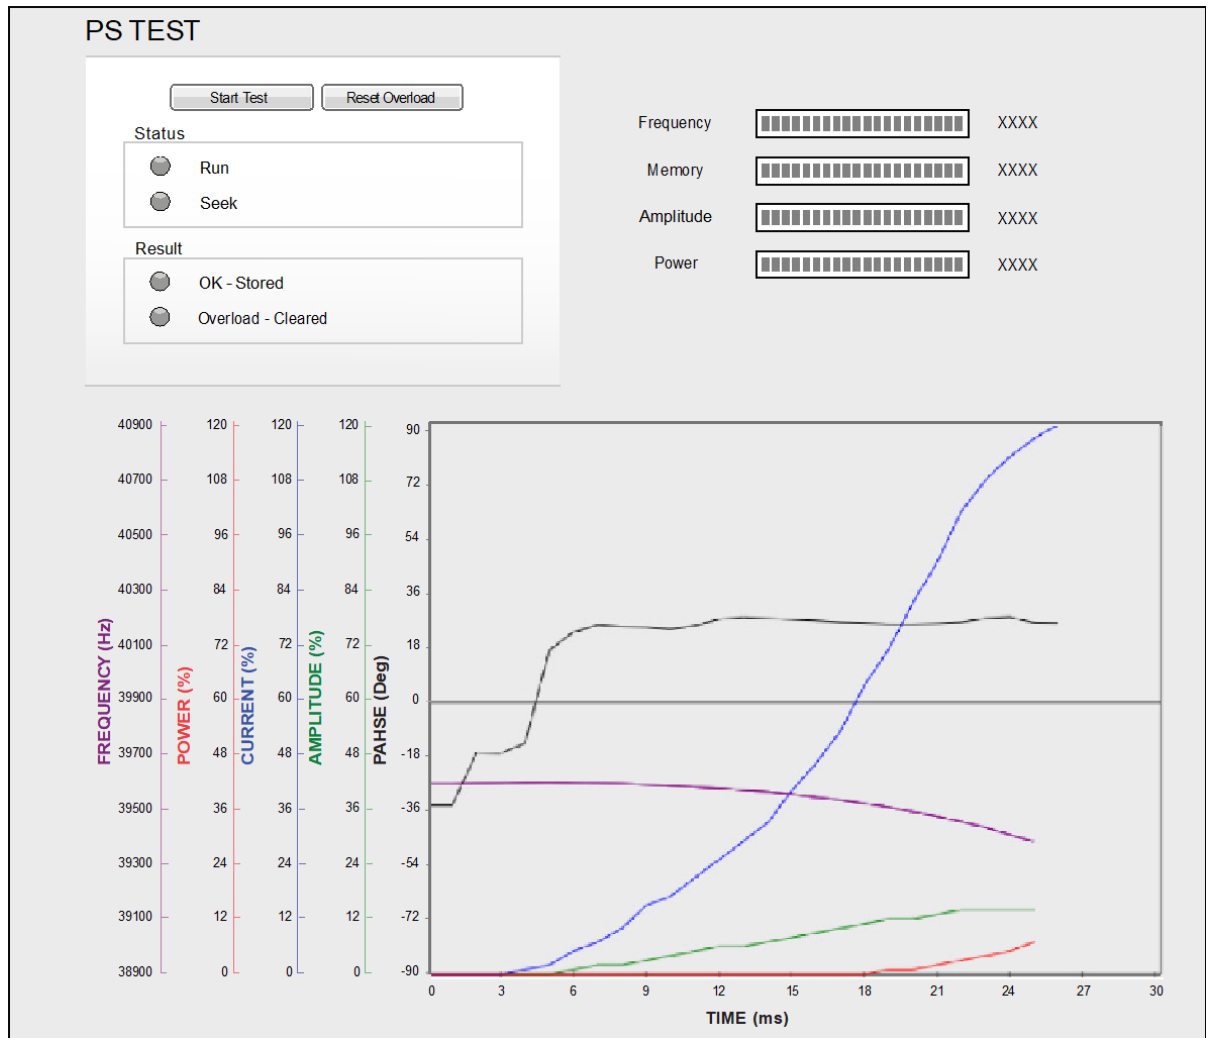 PS TEST
Start Test
Reset Overload
Status
Run
Seek
Result
OK - Stored
Overload - Cleared
Frequency XXXX
Memory XXXX
Amplitude XXXX
Power XXXX
40900 120 120 120 90
40700 108 108 108 72
40500 96 96 96 54
40300 84 84 84 36
40100 72 72 72 18
39900 60 60 60 0
39700 48 48 48 -18
39500 36 36 36 -36
39300 24 24 24 -54
39100 12 12 12 -72
38900 0 0 0 -90
FREQUENCY (Hz)
POWER (%)
CURRENT (%)
AMPLITUDE (%)
PAHSE (Deg)
0 3 6 9 12 15 18 21 24 27 30
TIME (ms)